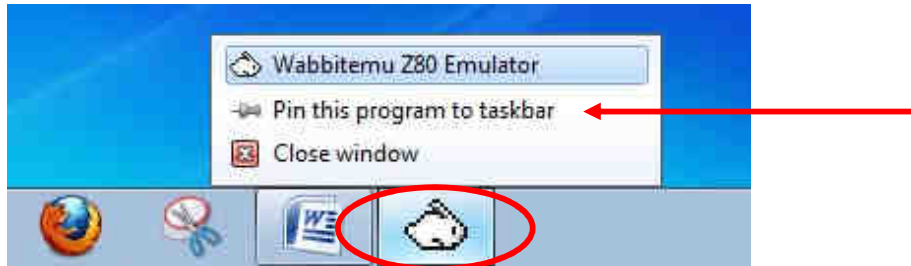 Wabbitemu Z80 Emulator
Pin this program to taskbar
Close window
W